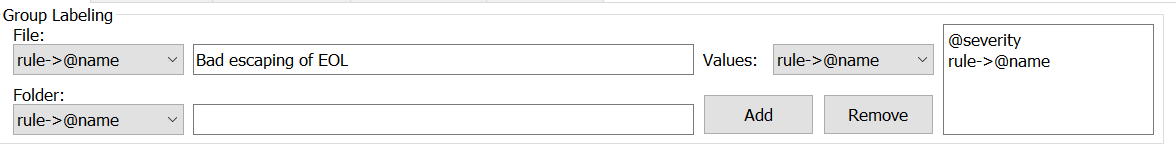 Group Labeling
File:
rule->@name
Bad escaping of EOL
Values:
rule->@name
@severity
rule->@name
Folder:
rule->@name
Add
Remove